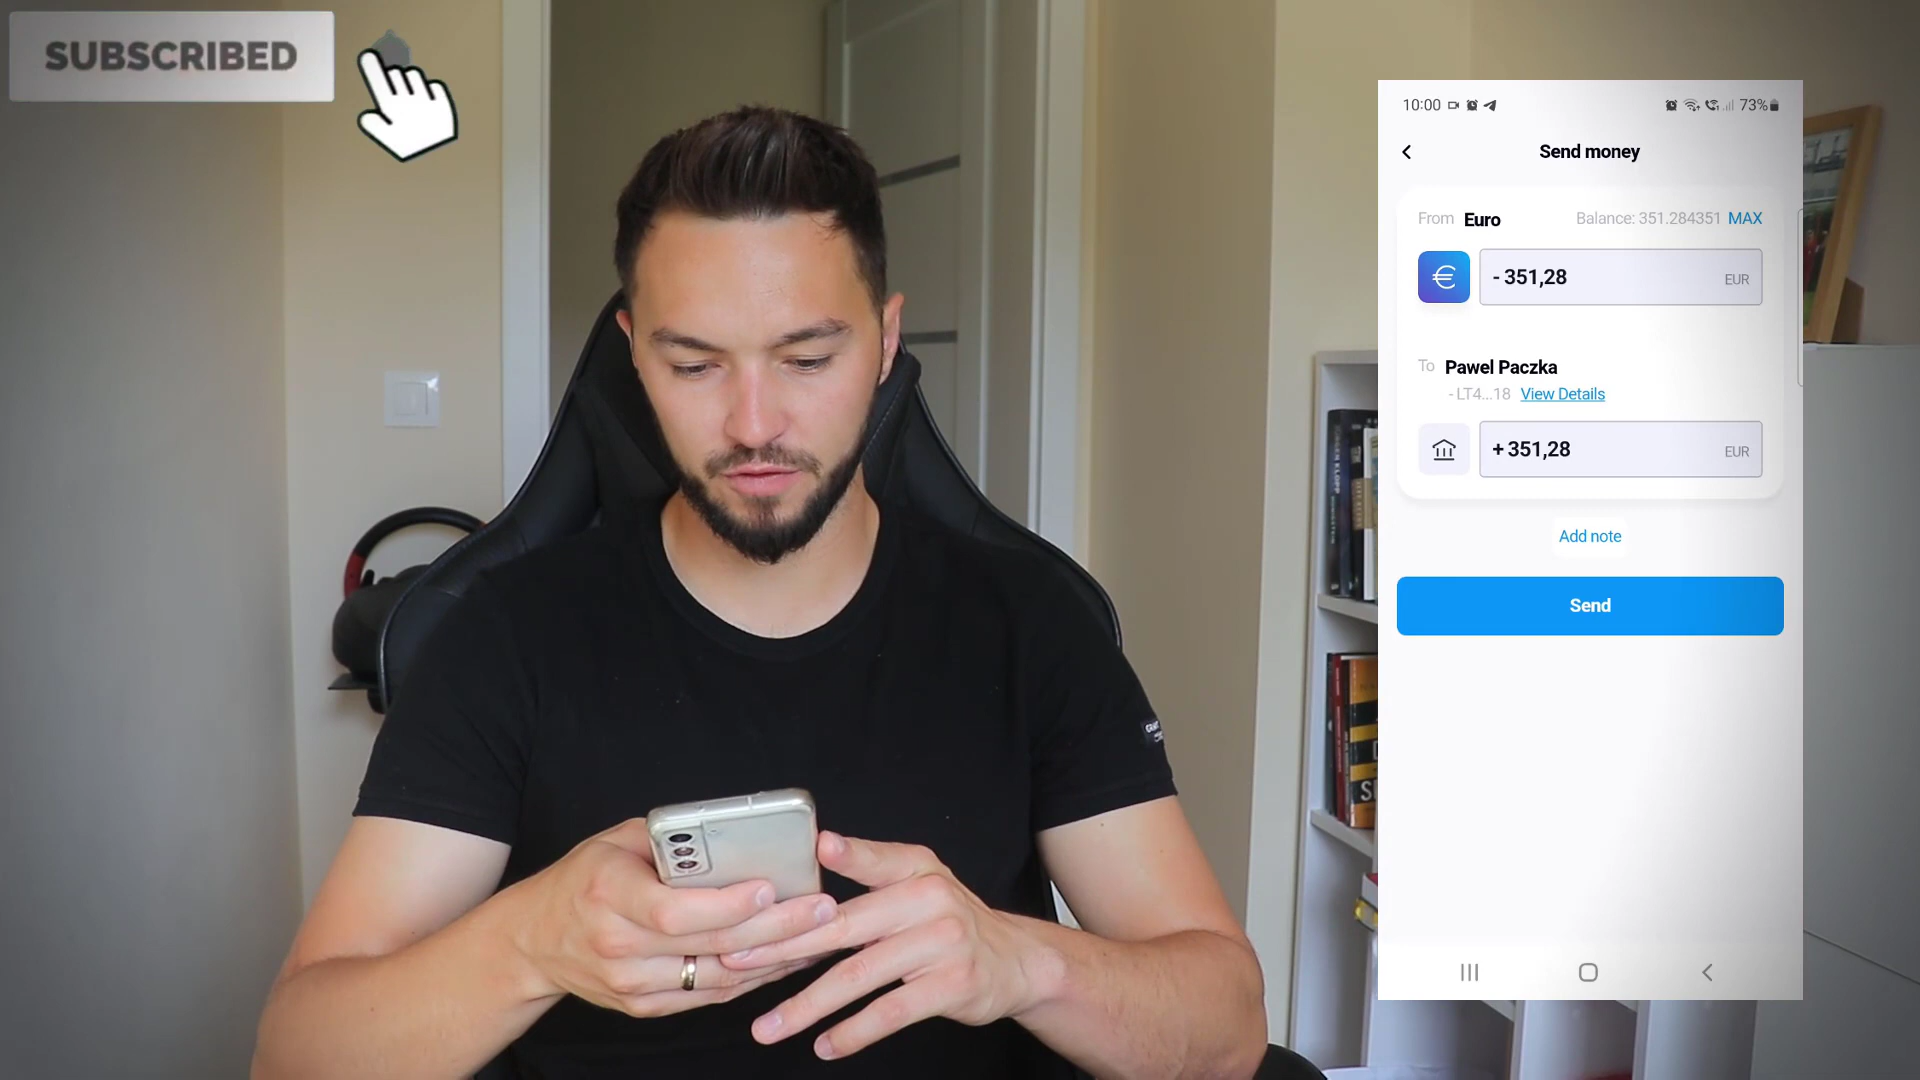 SUBSCRIBED
10:00
73%
Send money
From Euro
Balance: 351.284351 MAX
- 351,28
EUR
To Pawel Paczka
- LT4...18 View Details
+ 351,28
EUR
Add note
Send